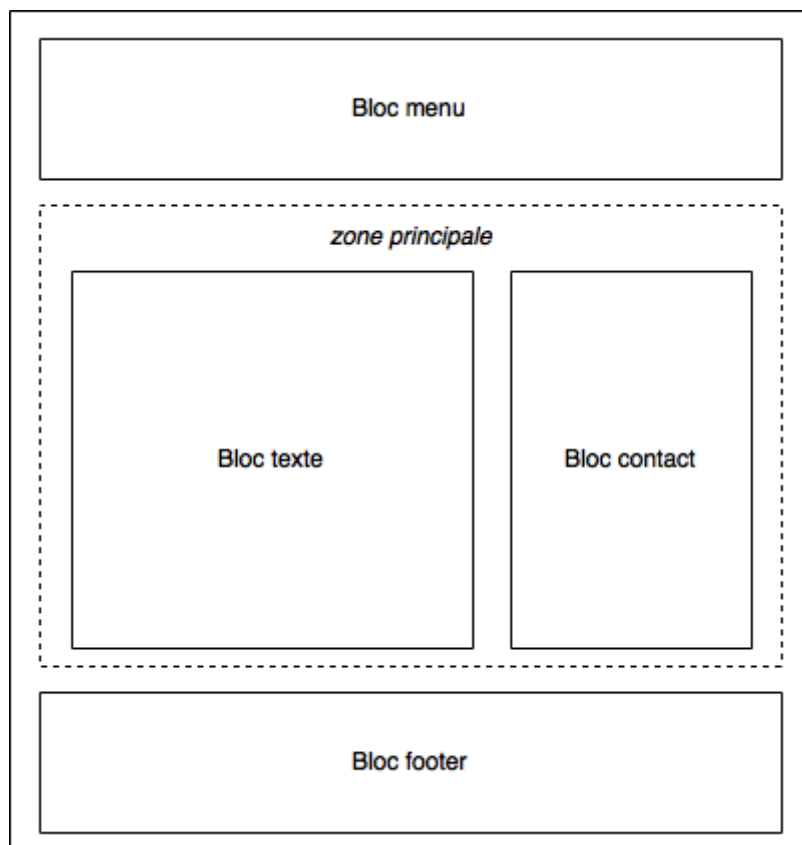 Bloc menu
zone principale
Bloc texte
Bloc contact
Bloc footer